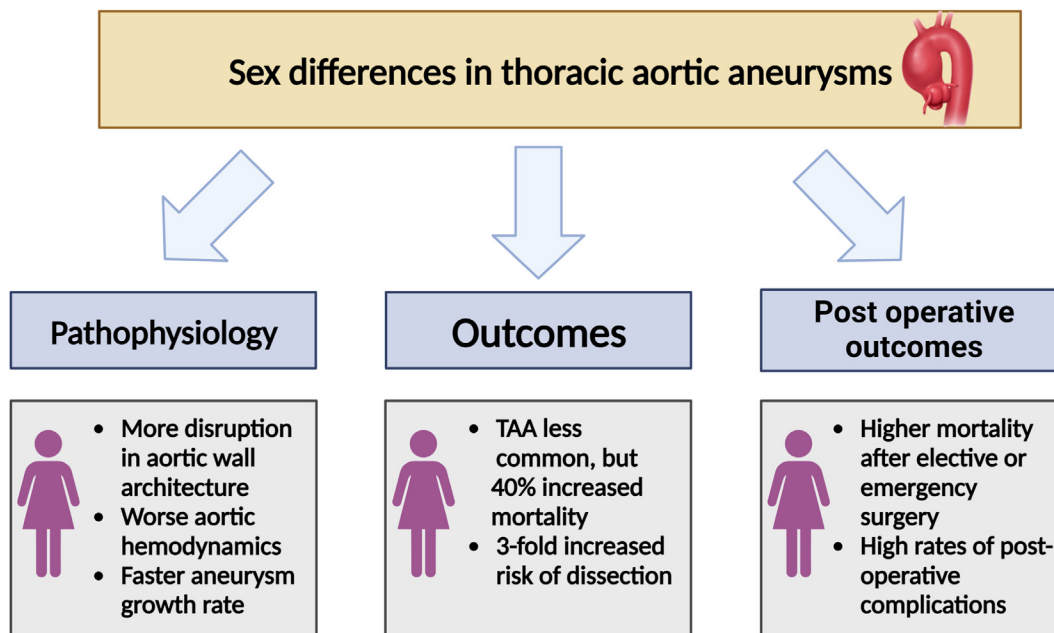 Sex differences in thoracic aortic aneurysms
Pathophysiology
• More disruption
in aortic wall
architecture
• Worse aortic
hemodynamics
• Faster aneurysm
growth rate
Outcomes
• TAA less
common, but
40% increased
mortality
• 3-fold increased
risk of dissection
Post operative
outcomes
• Higher mortality
after elective or
emergency
surgery
• High rates of post-
operative
complications